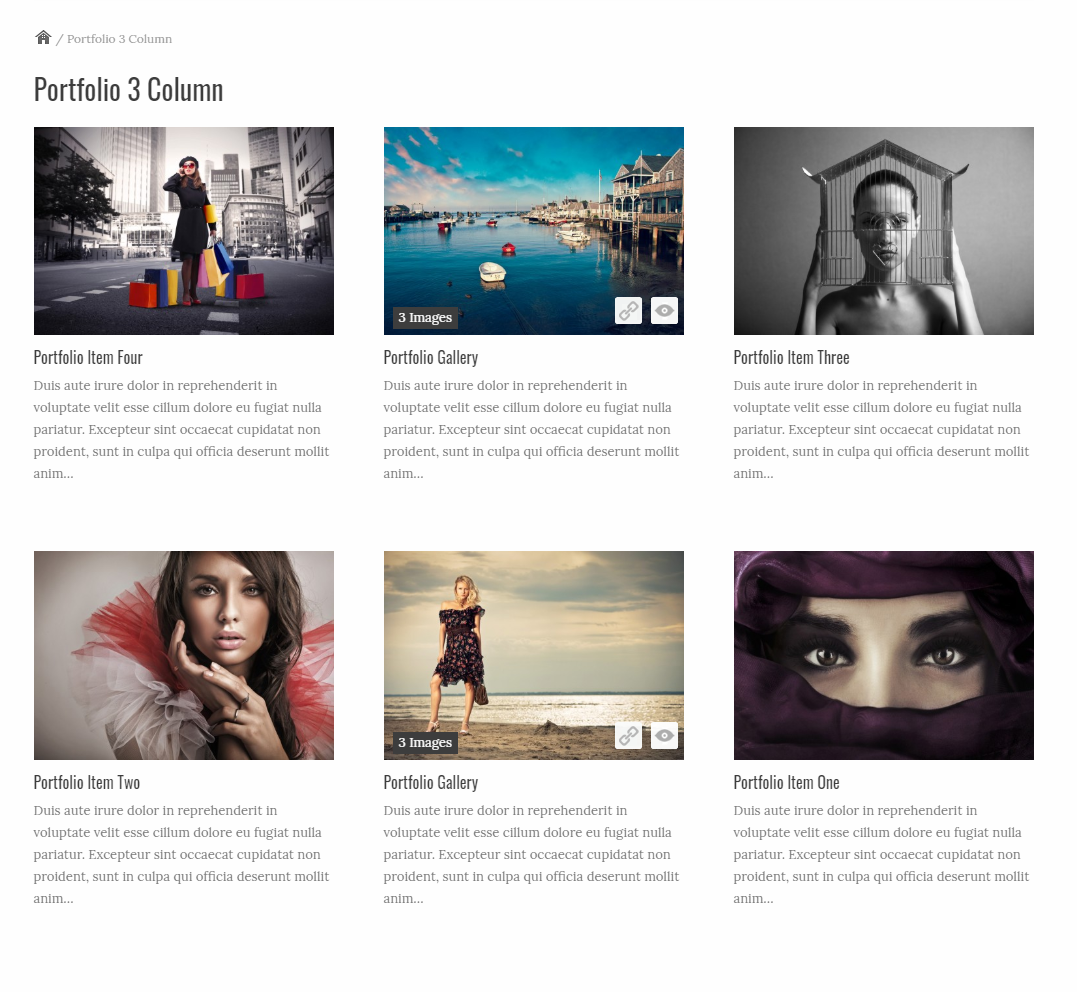 / Portfolio 3 Column
Portfolio 3 Column
3 Images
Portfolio Item Four
Duis aute irure dolor in reprehenderit in
voluptate velit esse cillum dolore eu fugiat nulla
pariatur. Excepteur sint occaecat cupidatat non
proident, sunt in culpa qui officia deserunt mollit
anim...
Portfolio Gallery
Duis aute irure dolor in reprehenderit in
voluptate velit esse cillum dolore eu fugiat nulla
pariatur. Excepteur sint occaecat cupidatat non
proident, sunt in culpa qui officia deserunt mollit
anim...
Portfolio Item Three
Duis aute irure dolor in reprehenderit in
voluptate velit esse cillum dolore eu fugiat nulla
pariatur. Excepteur sint occaecat cupidatat non
proident, sunt in culpa qui officia deserunt mollit
anim...
Portfolio Item Two
Duis aute irure dolor in reprehenderit in
voluptate velit esse cillum dolore eu fugiat nulla
pariatur. Excepteur sint occaecat cupidatat non
proident, sunt in culpa qui officia deserunt mollit
anim...
3 Images
Portfolio Gallery
Duis aute irure dolor in reprehenderit in
voluptate velit esse cillum dolore eu fugiat nulla
pariatur. Excepteur sint occaecat cupidatat non
proident, sunt in culpa qui officia deserunt mollit
anim...
Portfolio Item One
Duis aute irure dolor in reprehenderit in
voluptate velit esse cillum dolore eu fugiat nulla
pariatur. Excepteur sint occaecat cupidatat non
proident, sunt in culpa qui officia deserunt mollit
anim...